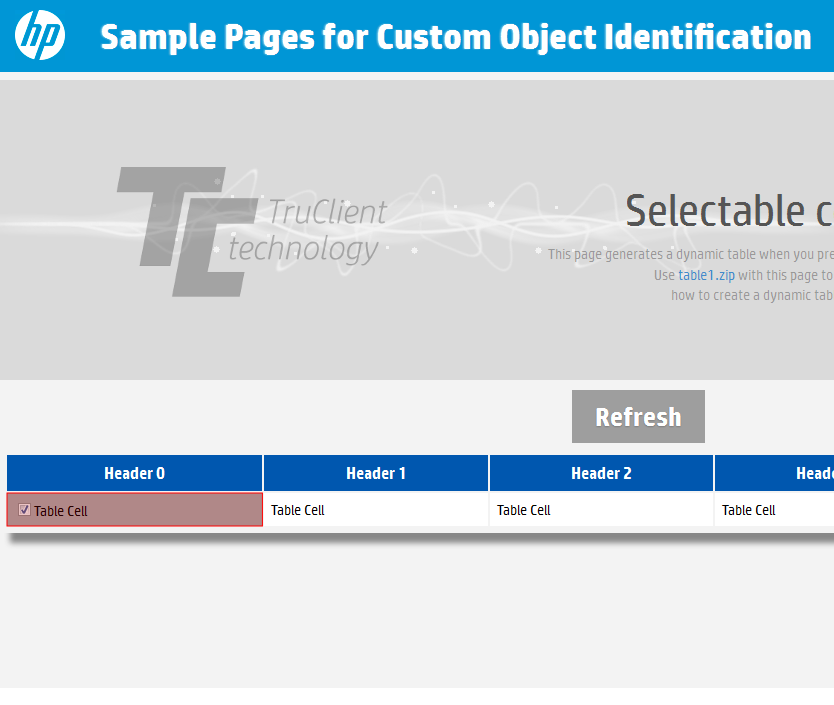 hp
Sample Pages for Custom Object Identification
TruClient
technology
TC
Selectable c
This page generates a dynamic table when you pre
Use table1.zip with this page to
how to create a dynamic tab
Refresh
Header 0 Header 1 Header 2 Heade
Table Cell Table Cell Table Cell Table Cell